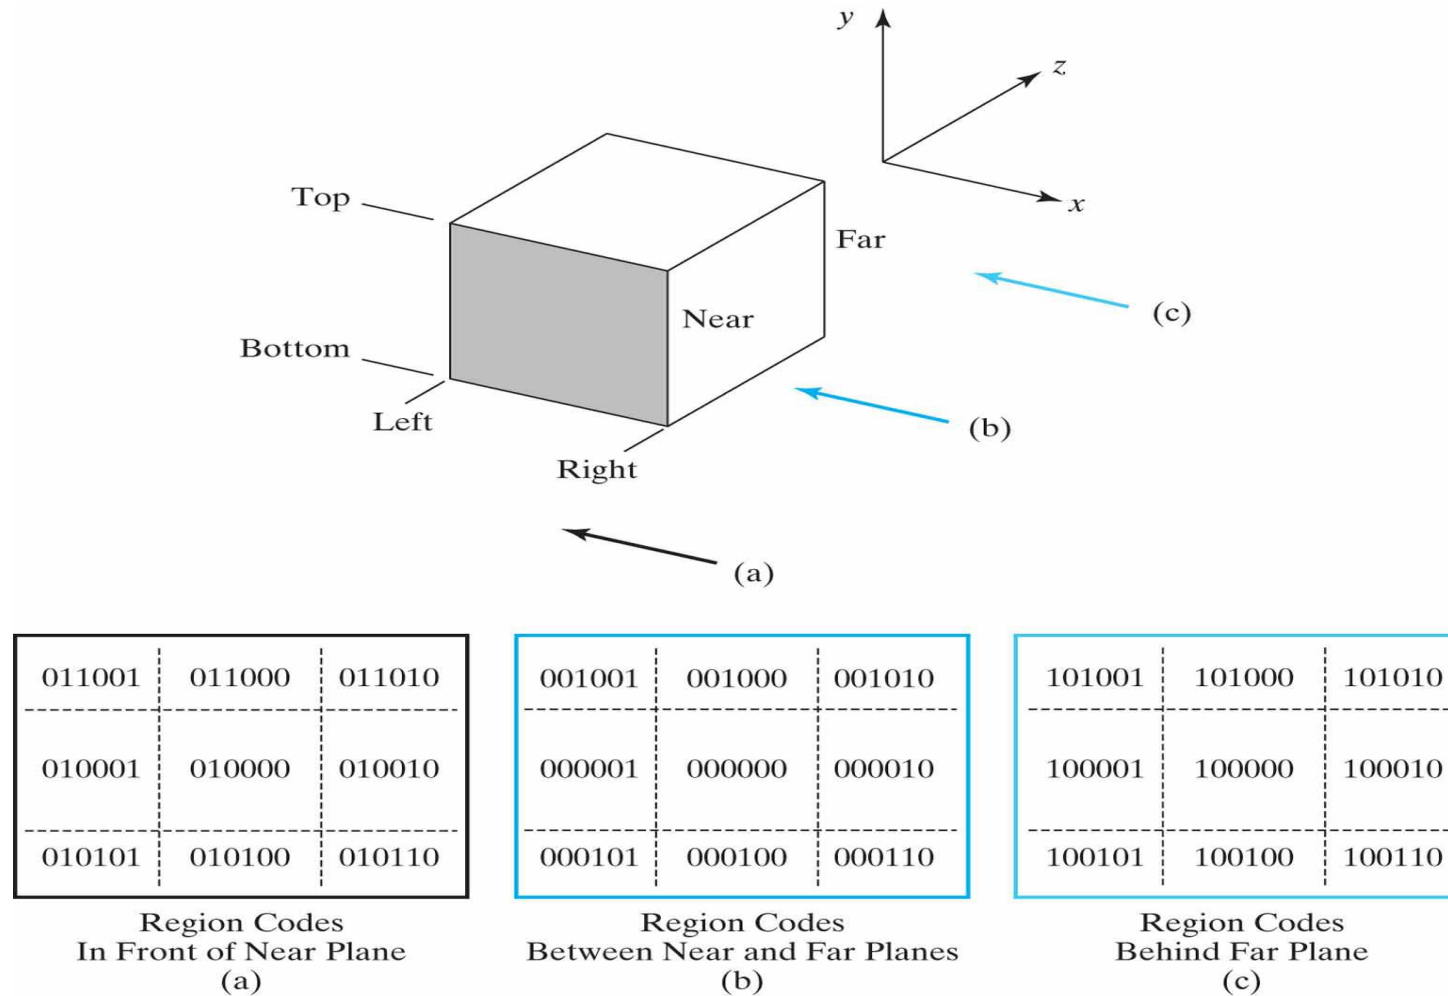 y
z
x
Top
Far
(c)
Near
Bottom
Left
(b)
Right
(a)
011001 011000 011010
010001 010000 010010
010101 010100 010110
Region Codes
In Front of Near Plane
(a)
001001 001000 001010
000001 000000 000010
000101 000100 000110
Region Codes
Between Near and Far Planes
(b)
101001 101000 101010
100001 100000 100010
100101 100100 100110
Region Codes
Behind Far Plane
(c)